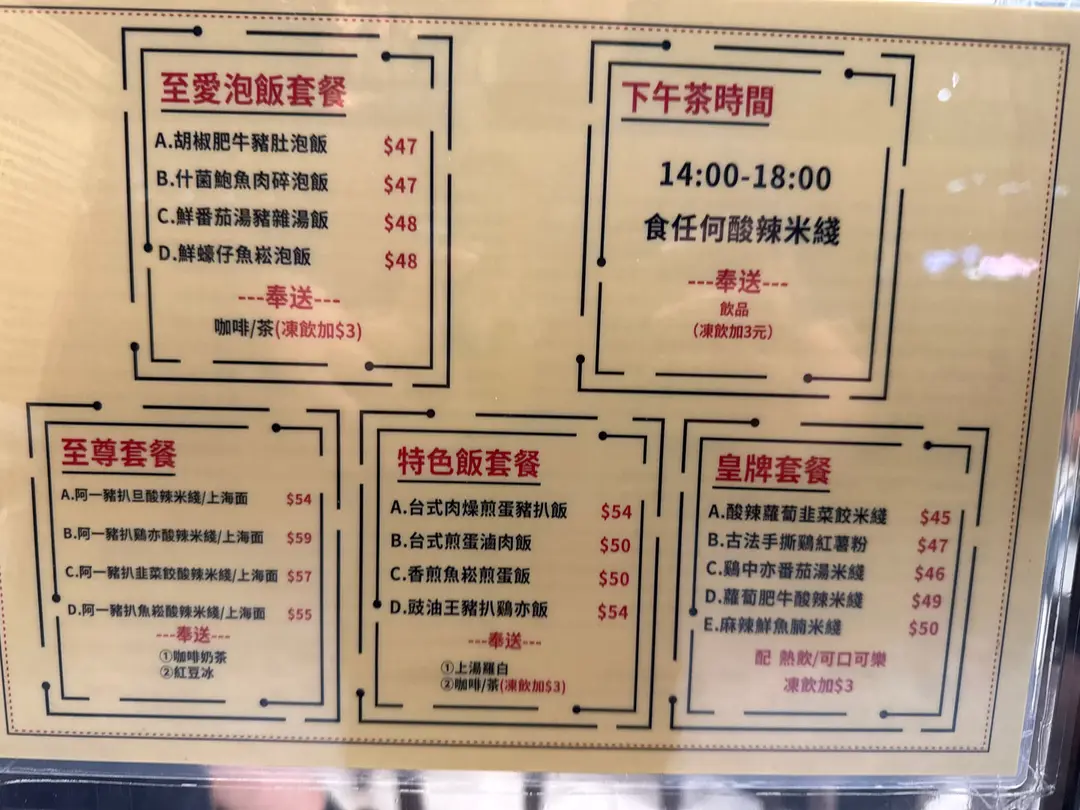 至愛泡飯套餐
A.胡椒肥牛豬肚泡飯 $47
B.什菌鮑魚肉碎泡飯 $47
C.鮮番茄湯豬雜湯飯 $48
D.鮮蠔仔魚崧泡飯 $48
---奉送---
咖啡/茶(凍飲加$3)
下午茶時間
14:00-18:00
食任何酸辣米綫
---奉送---
飲品
（凍飲加3元）
至尊套餐
A.阿一豬扒旦酸辣米綫/上海面 $54
B.阿一豬扒鷄亦酸辣米綫/上海面 $59
C.阿一豬扒韭菜餃酸辣米綫/上海面 $57
D.阿一豬扒魚崧酸辣米綫/上海面 $55
---奉送---
①咖啡奶茶
②紅豆冰
特色飯套餐
A.台式肉燥煎蛋豬扒飯 $54
B.台式煎蛋滷肉飯 $50
C.香煎魚崧煎蛋飯 $50
D.豉油王豬扒鷄亦飯 $54
---奉送---
①上湯羅白
②咖啡/茶(凍飲加$3)
皇牌套餐
A.酸辣蘿蔔韭菜餃米綫 $45
B.古法手撕鷄紅薯粉 $47
C.鷄中亦番茄湯米綫 $46
D.蘿蔔肥牛酸辣米綫 $49
E.麻辣鮮魚腩米綫 $50
配 熱飲/可口可樂
凍飲加$3